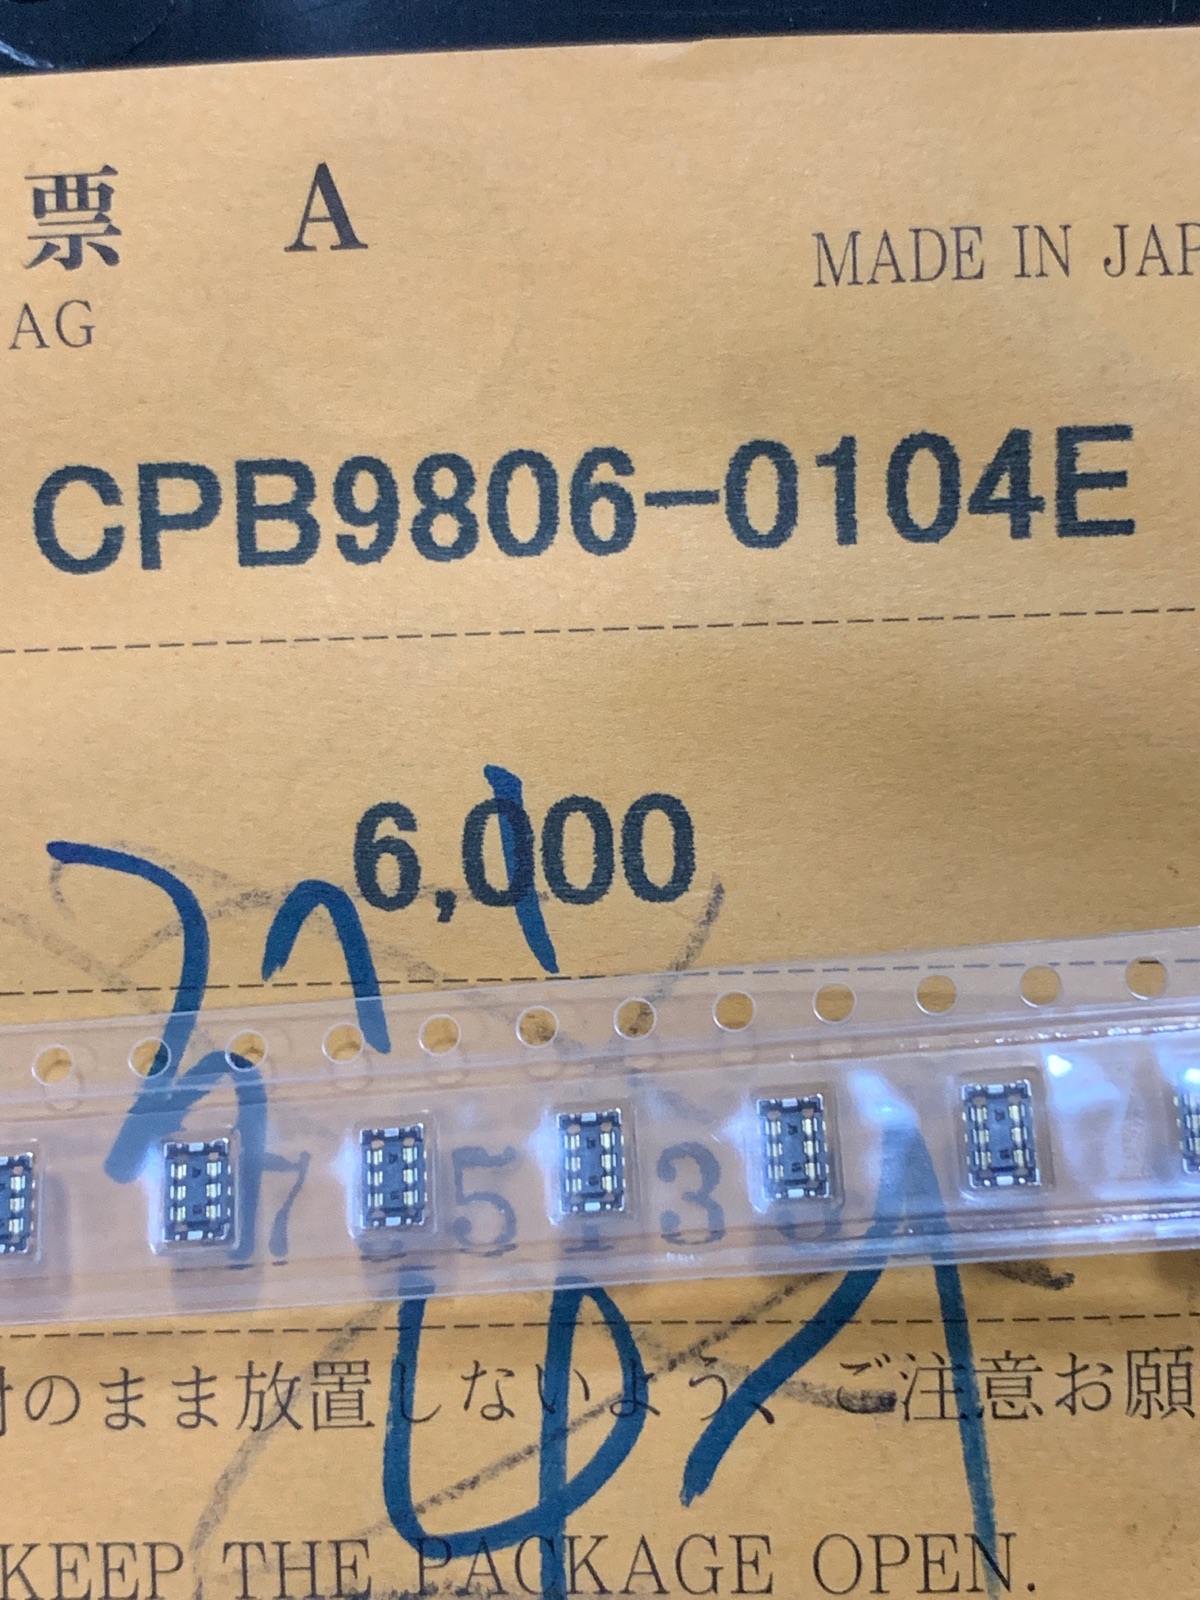 票 A
MADE IN JAP
AG
CPB9806-0104E
6,000
7 5 1 3
のまま放置しないよう、ご注意お願
KEEP THE PACKAGE OPEN.